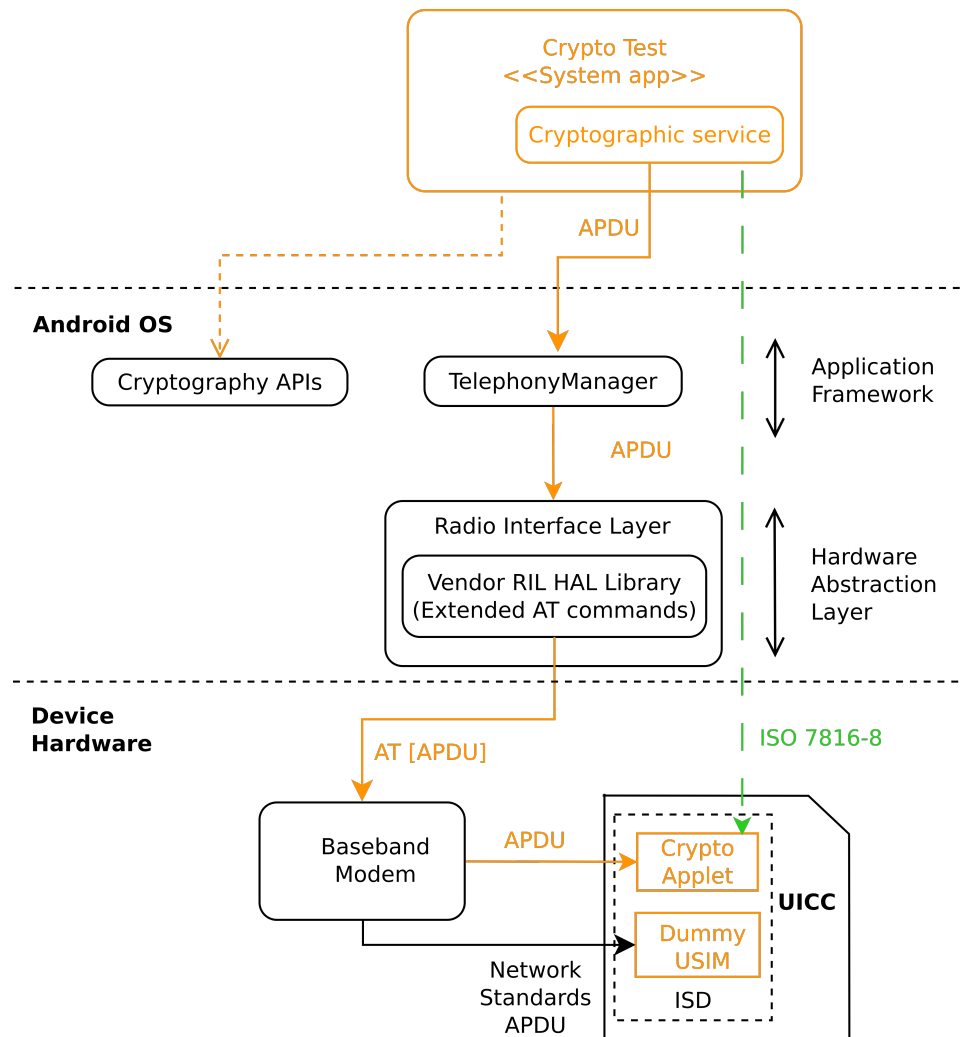 Crypto Test
<<System app>>
Cryptographic service
APDU
Android OS
Cryptography APIs
TelephonyManager
Application
Framework
APDU
Radio Interface Layer
Vendor RIL HAL Library
(Extended AT commands)
Hardware
Abstraction
Layer
Device
Hardware
AT [APDU]
ISO 7816-8
Baseband
Modem
APDU
Crypto
Applet
UICC
Dummy
USIM
ISD
Network
Standards
APDU